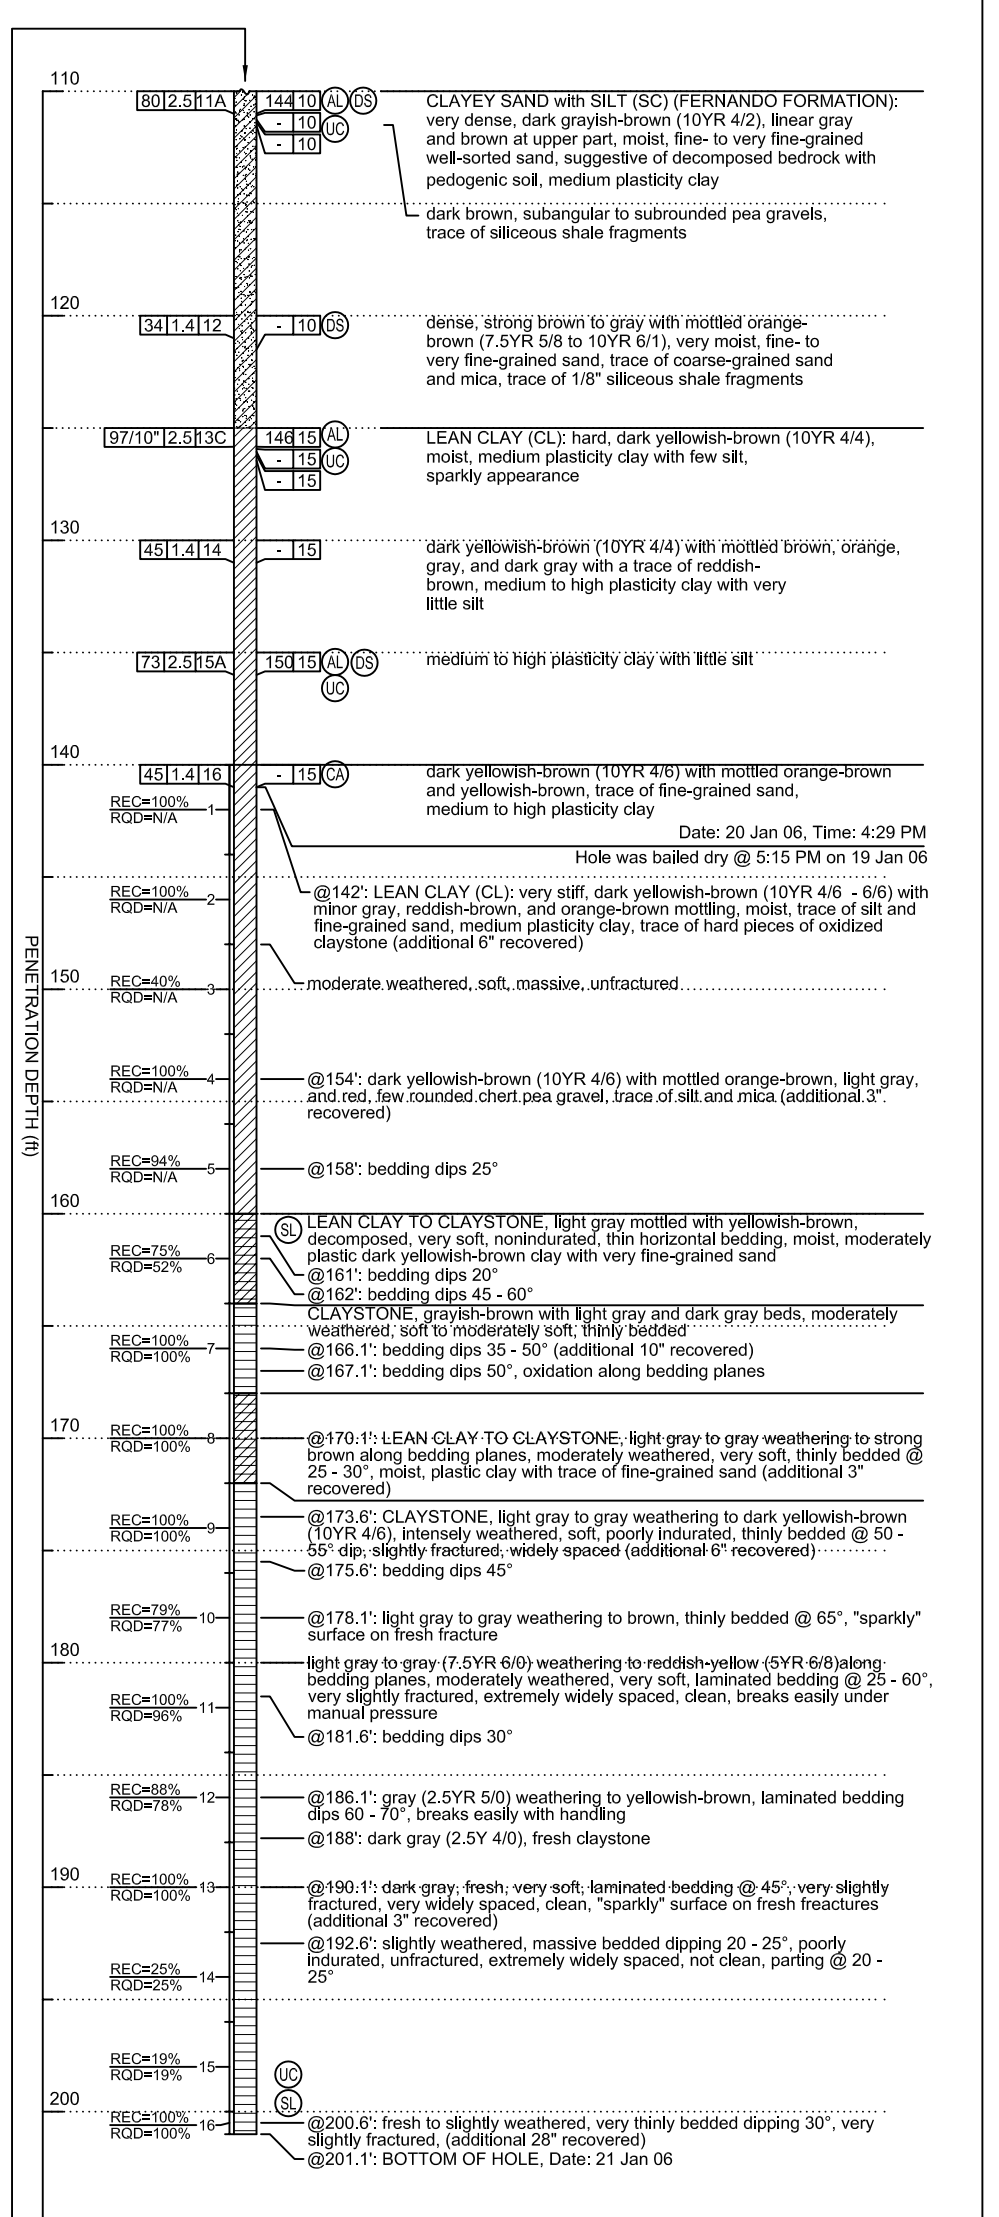 110
80 2.5 11A 144 10 AL DS
- 10 UC
- 10
CLAYEY SAND with SILT (SC) (FERNANDO FORMATION):
very dense, dark grayish-brown (10YR 4/2), linear gray
and brown at upper part, moist, fine- to very fine-grained
well-sorted sand, suggestive of decomposed bedrock with
pedogenic soil, medium plasticity clay
dark brown, subangular to subrounded pea gravels,
trace of siliceous shale fragments
120
34 1.4 12 - 10 DS
dense, strong brown to gray with mottled orange-
brown (7.5YR 5/8 to 10YR 6/1), very moist, fine- to
very fine-grained sand, trace of coarse-grained sand
and mica, trace of 1/8" siliceous shale fragments
97/10" 2.5 13C 146 15 AL
- 15 UC
- 15
LEAN CLAY (CL): hard, dark yellowish-brown (10YR 4/4),
moist, medium plasticity clay with few silt,
sparkly appearance
130
45 1.4 14 - 15
dark yellowish-brown (10YR 4/4) with mottled brown, orange,
gray, and dark gray with a trace of reddish-
brown, medium to high plasticity clay with very
little silt
73 2.5 15A 150 15 AL DS
UC
medium to high plasticity clay with little silt
140
45 1.4 16 - 15 CA
dark yellowish-brown (10YR 4/6) with mottled orange-brown
and yellowish-brown, trace of fine-grained sand,
medium to high plasticity clay
REC=100%
RQD=N/A
1
Date: 20 Jan 06, Time: 4:29 PM
Hole was bailed dry @ 5:15 PM on 19 Jan 06
REC=100%
RQD=N/A
2
@142': LEAN CLAY (CL): very stiff, dark yellowish-brown (10YR 4/6 - 6/6) with
minor gray, reddish-brown, and orange-brown mottling, moist, trace of silt and
fine-grained sand, medium plasticity clay, trace of hard pieces of oxidized
claystone (additional 6" recovered)
PENETRATION DEPTH (ft)
150
REC=40%
RQD=N/A
3
moderate weathered, soft, massive, unfractured
REC=100%
RQD=N/A
4
@154': dark yellowish-brown (10YR 4/6) with mottled orange-brown, light gray,
and red, few rounded chert pea gravel, trace of silt and mica (additional 3"
recovered)
REC=94%
RQD=N/A
5
@158': bedding dips 25°
160
SL
LEAN CLAY TO CLAYSTONE, light gray mottled with yellowish-brown,
decomposed, very soft, nonindurated, thin horizontal bedding, moist, moderately
plastic dark yellowish-brown clay with very fine-grained sand
REC=75%
RQD=52%
6
@161': bedding dips 20°
@162': bedding dips 45 - 60°
CLAYSTONE, grayish-brown with light gray and dark gray beds, moderately
weathered, soft to moderately soft, thinly bedded
REC=100%
RQD=100%
7
@166.1': bedding dips 35 - 50° (additional 10" recovered)
@167.1': bedding dips 50°, oxidation along bedding planes
170
REC=100%
RQD=100%
8
@170.1': LEAN CLAY TO CLAYSTONE, light gray to gray weathering to strong
brown along bedding planes, moderately weathered, very soft, thinly bedded @
25 - 30°, moist, plastic clay with trace of fine-grained sand (additional 3"
recovered)
REC=100%
RQD=100%
9
@173.6': CLAYSTONE, light gray to gray weathering to dark yellowish-brown
(10YR 4/6), intensely weathered, soft, poorly indurated, thinly bedded @ 50 -
55° dip, slightly fractured, widely spaced (additional 6" recovered)
@175.6': bedding dips 45°
REC=79%
RQD=77%
10
@178.1': light gray to gray weathering to brown, thinly bedded @ 65°, "sparkly"
surface on fresh fracture
180
light gray to gray (7.5YR 6/0) weathering to reddish-yellow (5YR 6/8)along
bedding planes, moderately weathered, very soft, laminated bedding @ 25 - 60°,
very slightly fractured, extremely widely spaced, clean, breaks easily under
manual pressure
REC=100%
RQD=96%
11
@181.6': bedding dips 30°
REC=88%
RQD=78%
12
@186.1': gray (2.5YR 5/0) weathering to yellowish-brown, laminated bedding
dips 60 - 70°, breaks easily with handling
@188': dark gray (2.5Y 4/0), fresh claystone
190
REC=100%
RQD=100%
13
@190.1': dark gray, fresh, very soft, laminated bedding @ 45°, very slightly
fractured, very widely spaced, clean, "sparkly" surface on fresh freactures
(additional 3" recovered)
@192.6': slightly weathered, massive bedded dipping 20 - 25°, poorly
indurated, unfractured, extremely widely spaced, not clean, parting @ 20 -
25°
REC=25%
RQD=25%
14
REC=19%
RQD=19%
15
UC
SL
200
REC=100%
RQD=100%
16
@200.6': fresh to slightly weathered, very thinly bedded dipping 30°, very
slightly fractured, (additional 28" recovered)
@201.1': BOTTOM OF HOLE, Date: 21 Jan 06